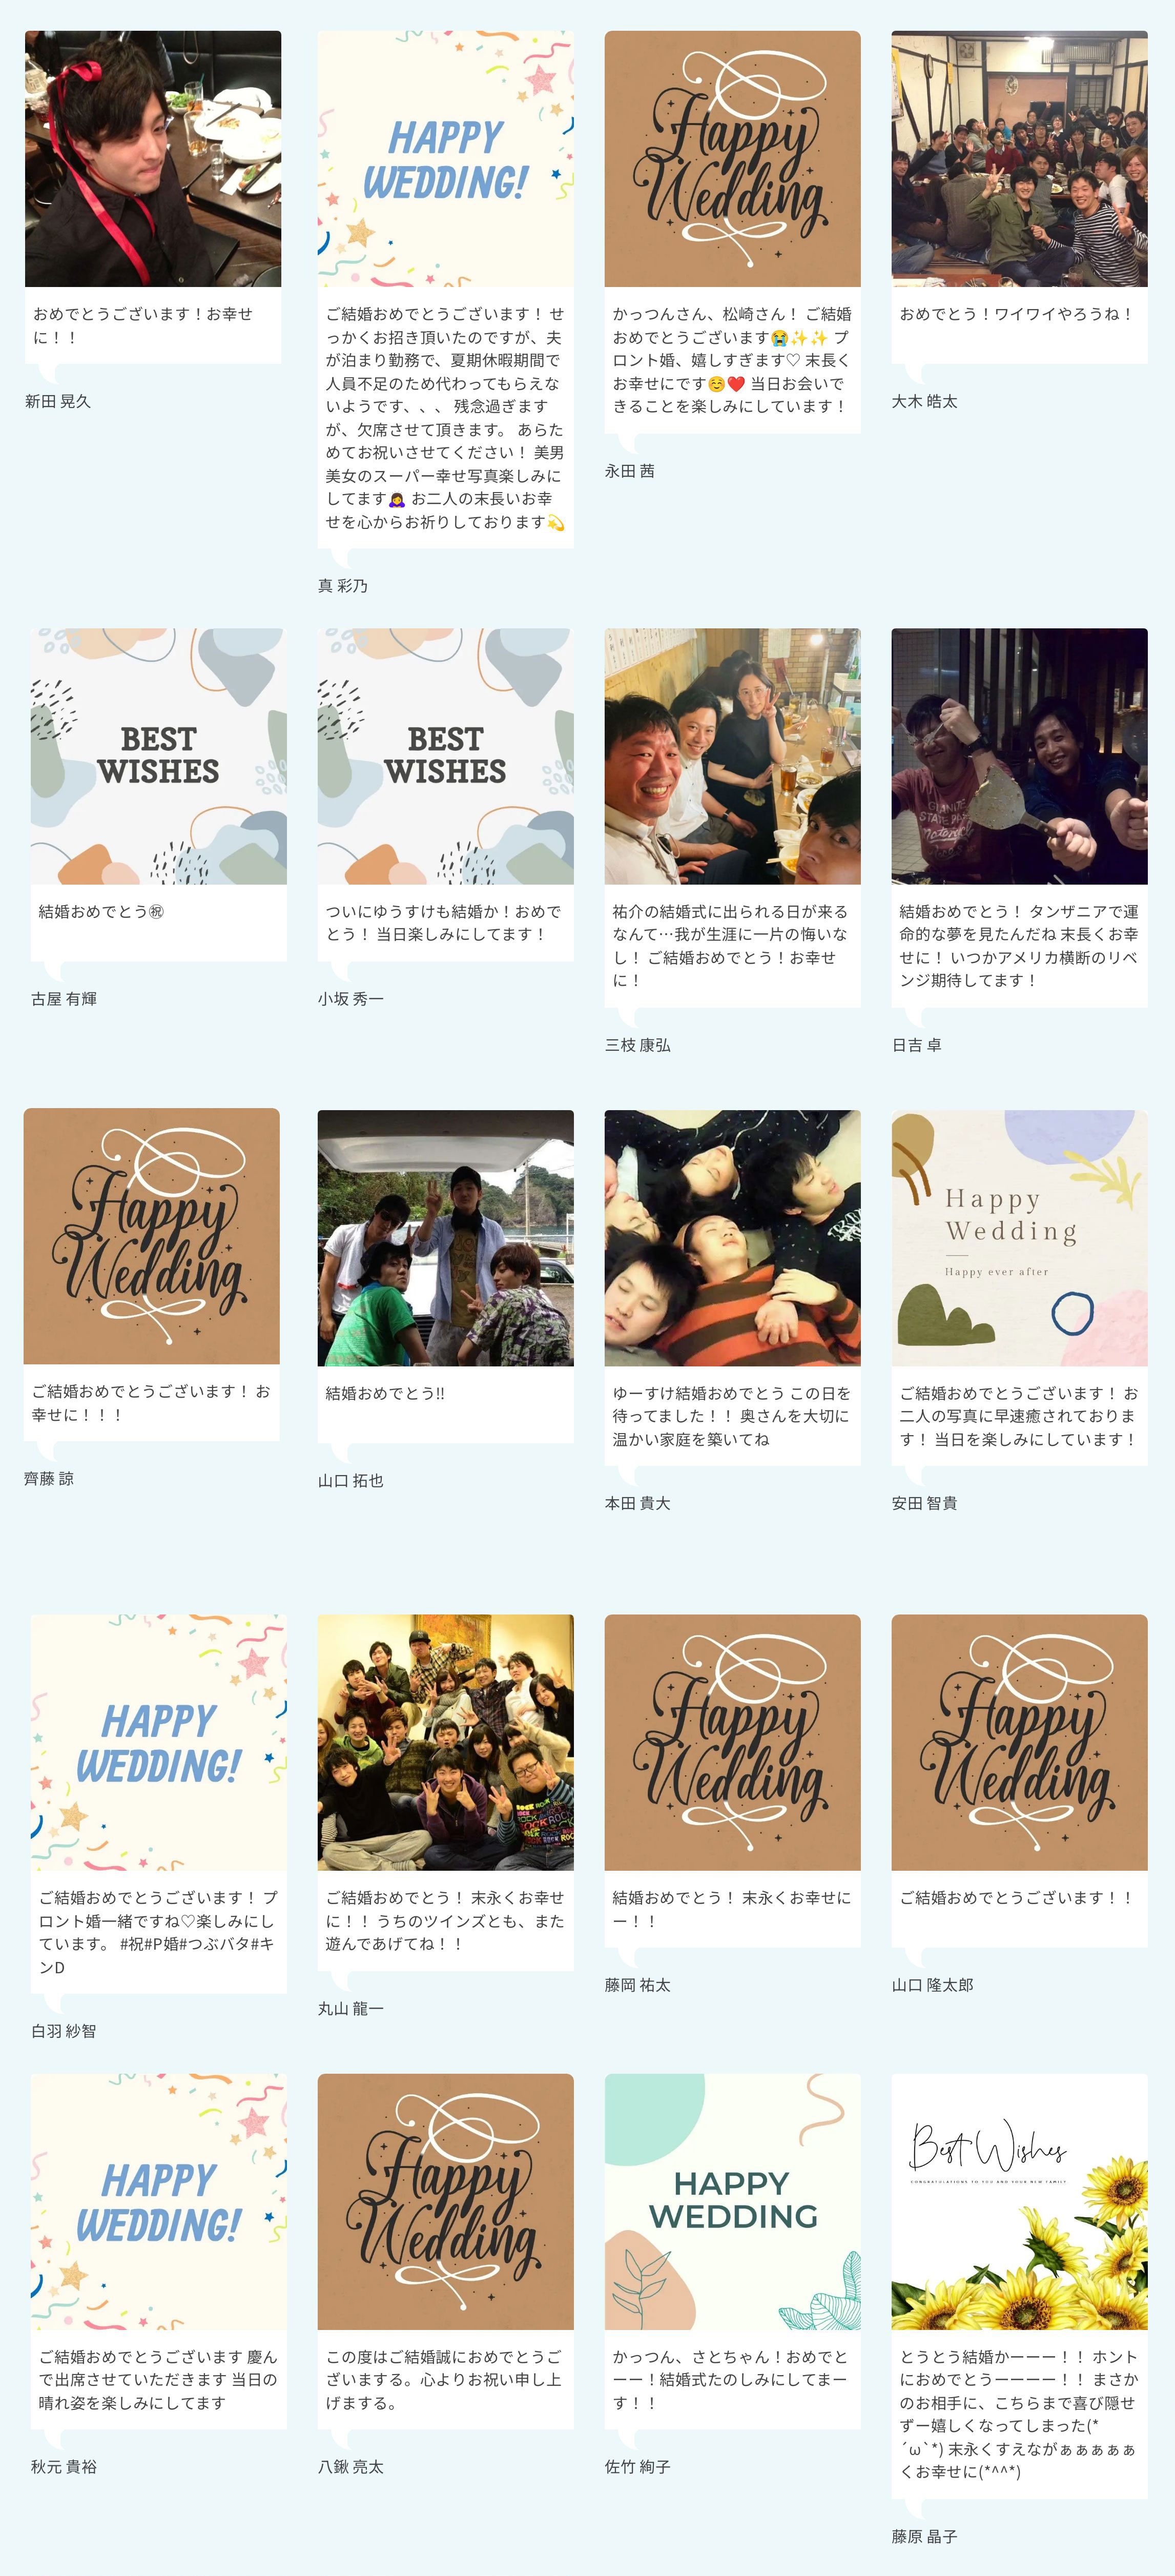 おめでとうございます！お幸せ
に！！
新田 晃久
HAPPY
WEDDING!
ご結婚おめでとうございます！ せ
っかくお招き頂いたのですが、夫
が泊まり勤務で、夏期休暇期間で
人員不足のため代わってもらえな
いようです、、、 残念過ぎます
が、欠席させて頂きます。 あらた
めてお祝いさせてください！ 美男
美女のスーパー幸せ写真楽しみに
してます🙇‍♀️ お二人の末長いお幸
せを心からお祈りしております💫
真 彩乃
Happy
Wedding
かっつんさん、松崎さん！ ご結婚
おめでとうございます😭✨✨ プ
ロント婚、嬉しすぎます♡ 末長く
お幸せにです☺️❤️ 当日お会いで
きることを楽しみにしています！
永田 茜
おめでとう！ワイワイやろうね！
大木 皓太
BEST
WISHES
結婚おめでとう㊗
古屋 有輝
BEST
WISHES
ついにゆうすけも結婚か！おめで
とう！ 当日楽しみにしてます！
小坂 秀一
祐介の結婚式に出られる日が来る
なんて…我が生涯に一片の悔いな
し！ ご結婚おめでとう！お幸せ
に！
三枝 康弘
結婚おめでとう！ タンザニアで運
命的な夢を見たんだね 末長くお幸
せに！ いつかアメリカ横断のリベ
ンジ期待してます！
日吉 卓
Happy
Wedding
ご結婚おめでとうございます！ お
幸せに！！！
齊藤 諒
結婚おめでとう!!
山口 拓也
ゆーすけ結婚おめでとう この日を
待ってました！！ 奥さんを大切に
温かい家庭を築いてね
本田 貴大
Happy
Wedding
Happy ever after
ご結婚おめでとうございます！ お
二人の写真に早速癒されておりま
す！ 当日を楽しみにしています！
安田 智貴
HAPPY
WEDDING!
ご結婚おめでとうございます！ プ
ロント婚一緒ですね♡楽しみにし
ています。 #祝#P婚#つぶバタ#キ
ンD
白羽 紗智
ご結婚おめでとう！ 末永くお幸せ
に！！ うちのツインズとも、また
遊んであげてね！！
丸山 龍一
Happy
Wedding
結婚おめでとう！ 末永くお幸せに
ー！！
藤岡 祐太
Happy
Wedding
ご結婚おめでとうございます！！
山口 隆太郎
HAPPY
WEDDING!
ご結婚おめでとうございます 慶ん
で出席させていただきます 当日の
晴れ姿を楽しみにしてます
秋元 貴裕
Happy
Wedding
この度はご結婚誠におめでとうご
ざいまする。心よりお祝い申し上
げまする。
八鍬 亮太
HAPPY
WEDDING
かっつん、さとちゃん！おめでと
ーー！結婚式たのしみにしてまー
す！！
佐竹 絢子
Best Wishes
CONGRATULATIONS TO YOU AND YOUR NEW FAMILY
とうとう結婚かーーー！！ ホント
におめでとうーーーー！！ まさか
のお相手に、こちらまで喜び隠せ
ずー嬉しくなってしまった(*
´ω`*) 末永くすえながぁぁぁぁぁ
くお幸せに(*^^*)
藤原 晶子